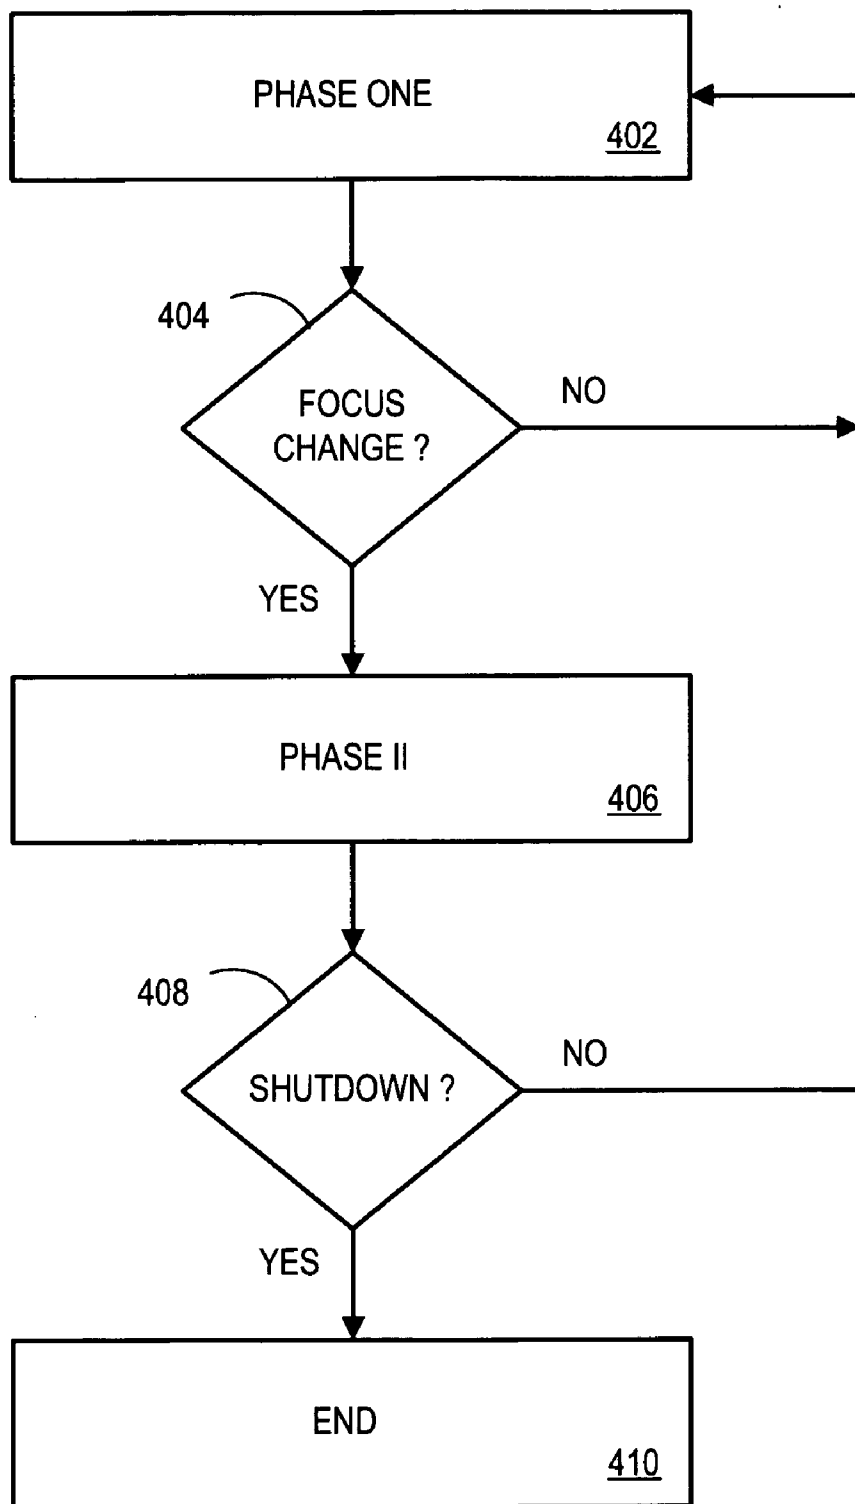 PHASE ONE
402
404
FOCUS
CHANGE ?
NO
YES
PHASE II
406
408
SHUTDOWN ?
NO
YES
END
410